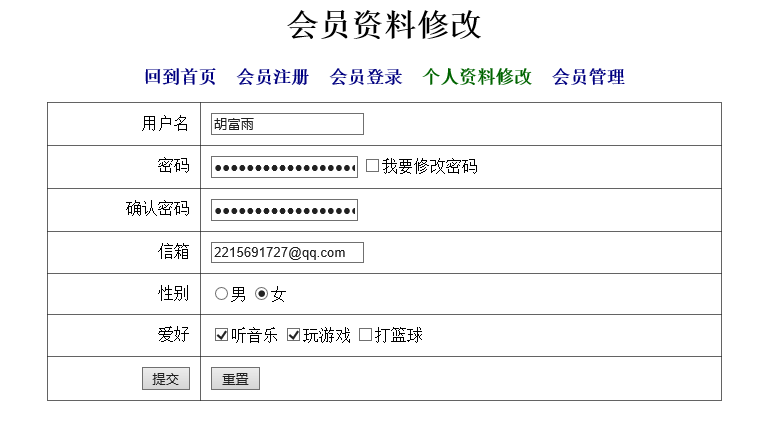 会员资料修改
回到首页 会员注册 会员登录 个人资料修改 会员管理
用户名 胡富雨
密码 ●●●●●●●●●●●●●●●●●● 我要修改密码
确认密码 ●●●●●●●●●●●●●●●●●●
信箱 2215691727@qq.com
性别 男 女
爱好 听音乐 玩游戏 打篮球
提交 重置